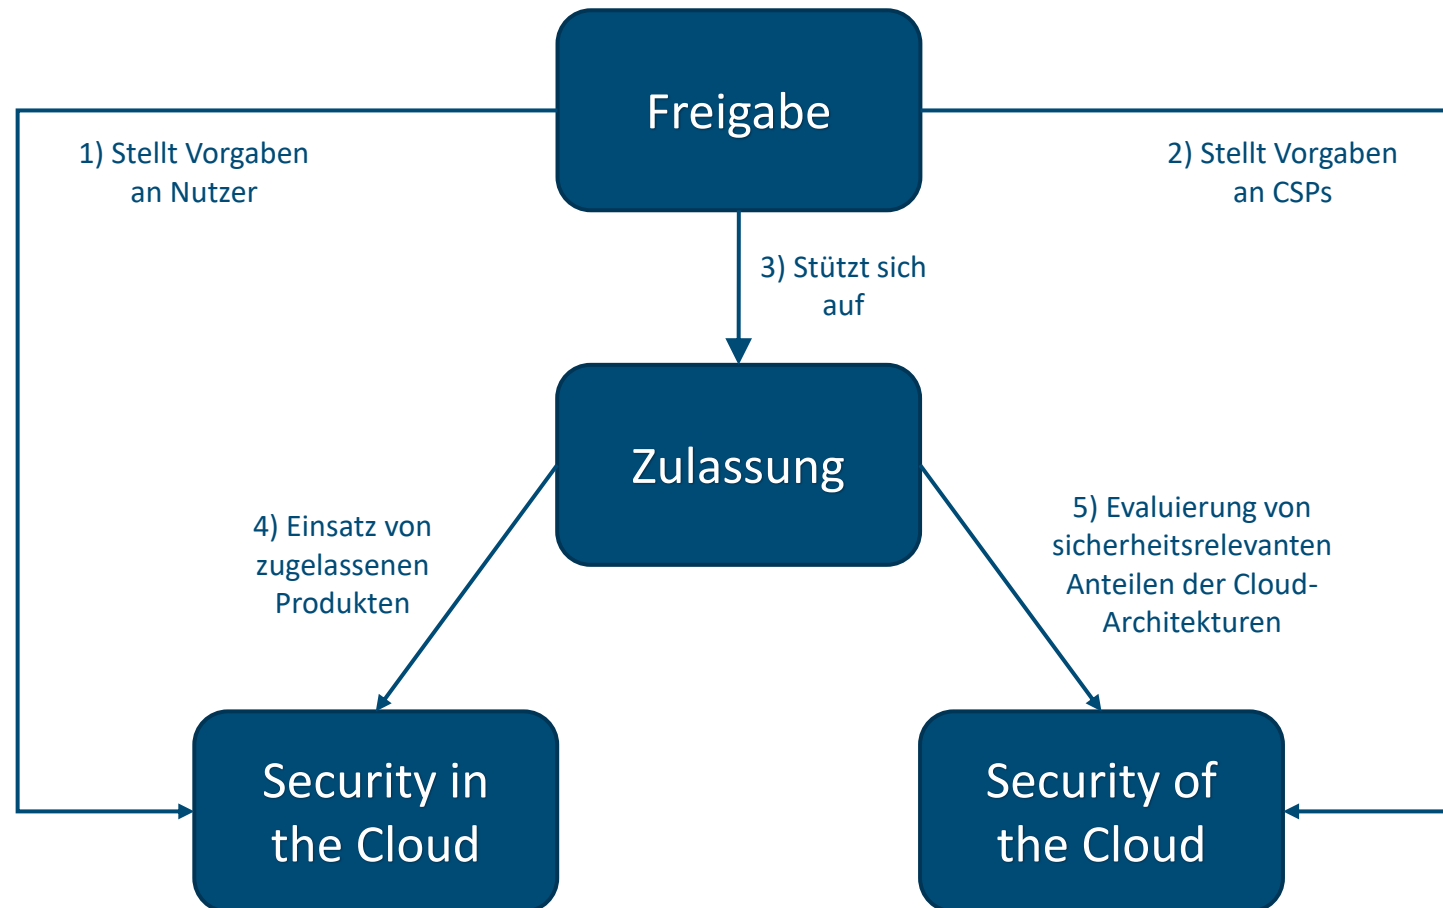 Freigabe
1) Stellt Vorgaben
an Nutzer
2) Stellt Vorgaben
an CSPs
3) Stützt sich
auf
Zulassung
4) Einsatz von
zugelassenen
Produkten
5) Evaluierung von
sicherheitsrelevanten
Anteilen der Cloud-
Architekturen
Security in
the Cloud
Security of
the Cloud